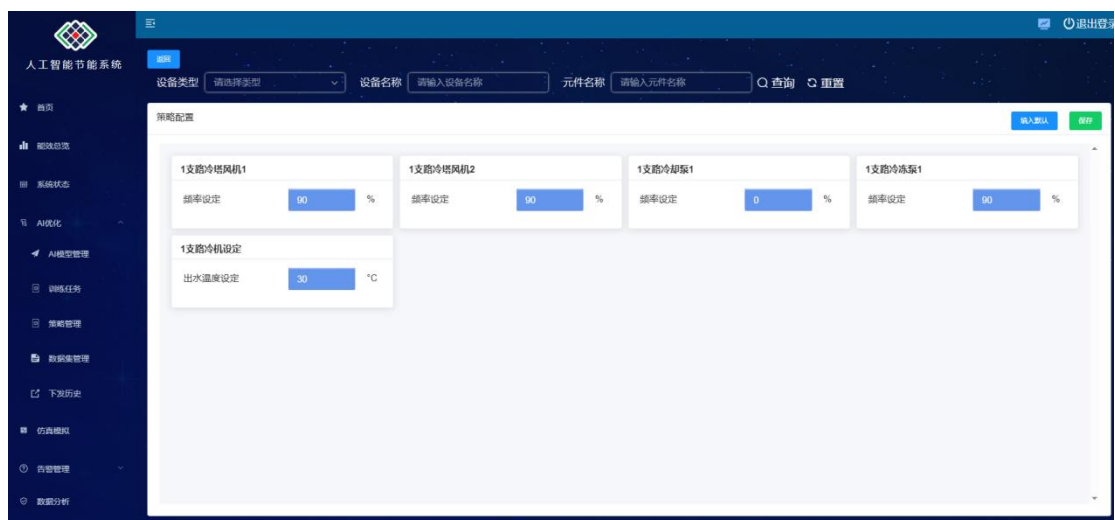 退出登录
人工智能节能系统
返回
设备类型 请选择类型 设备名称 请输入设备名称 元件名称 请输入元件名称 查询 重置
首页
能效总览
系统状态
AI优化
AI模型管理
训练任务
策略管理
数据集管理
下发历史
仿真模拟
告警管理
数据分析
策略配置 填入默认 保存
1支路冷塔风机1 1支路冷塔风机2 1支路冷却泵1 1支路冷冻泵1
频率设定 90 % 频率设定 90 % 频率设定 0 % 频率设定 90 %
1支路冷机设定
出水温度设定 30 °C